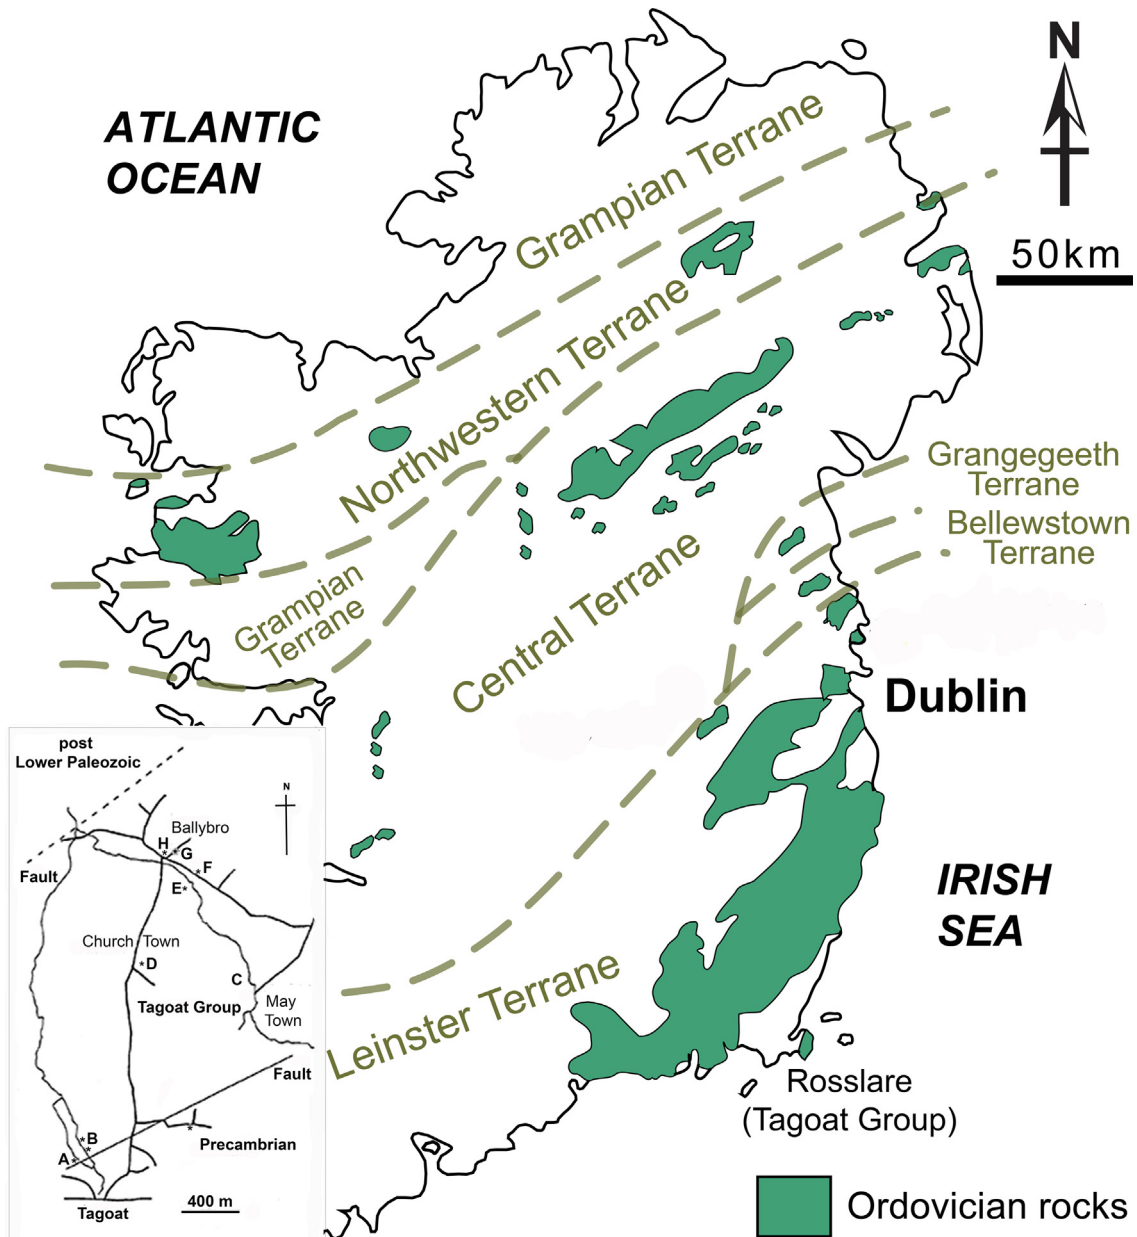 ATLANTIC
OCEAN
N
50km
Grampian Terrane
Northwestern Terrane
Grampian
Terrane
Central Terrane
Grangegeeth
Terrane
Bellewstown
Terrane
Dublin
IRISH
SEA
Leinster Terrane
Rosslare
(Tagoat Group)
Ordovician rocks
post
Lower Paleozoic
N
Ballybro
H
G
F
Fault
E
Church Town
D
C
Tagoat Group
May
Town
Fault
B
Precambrian
A
400 m
Tagoat